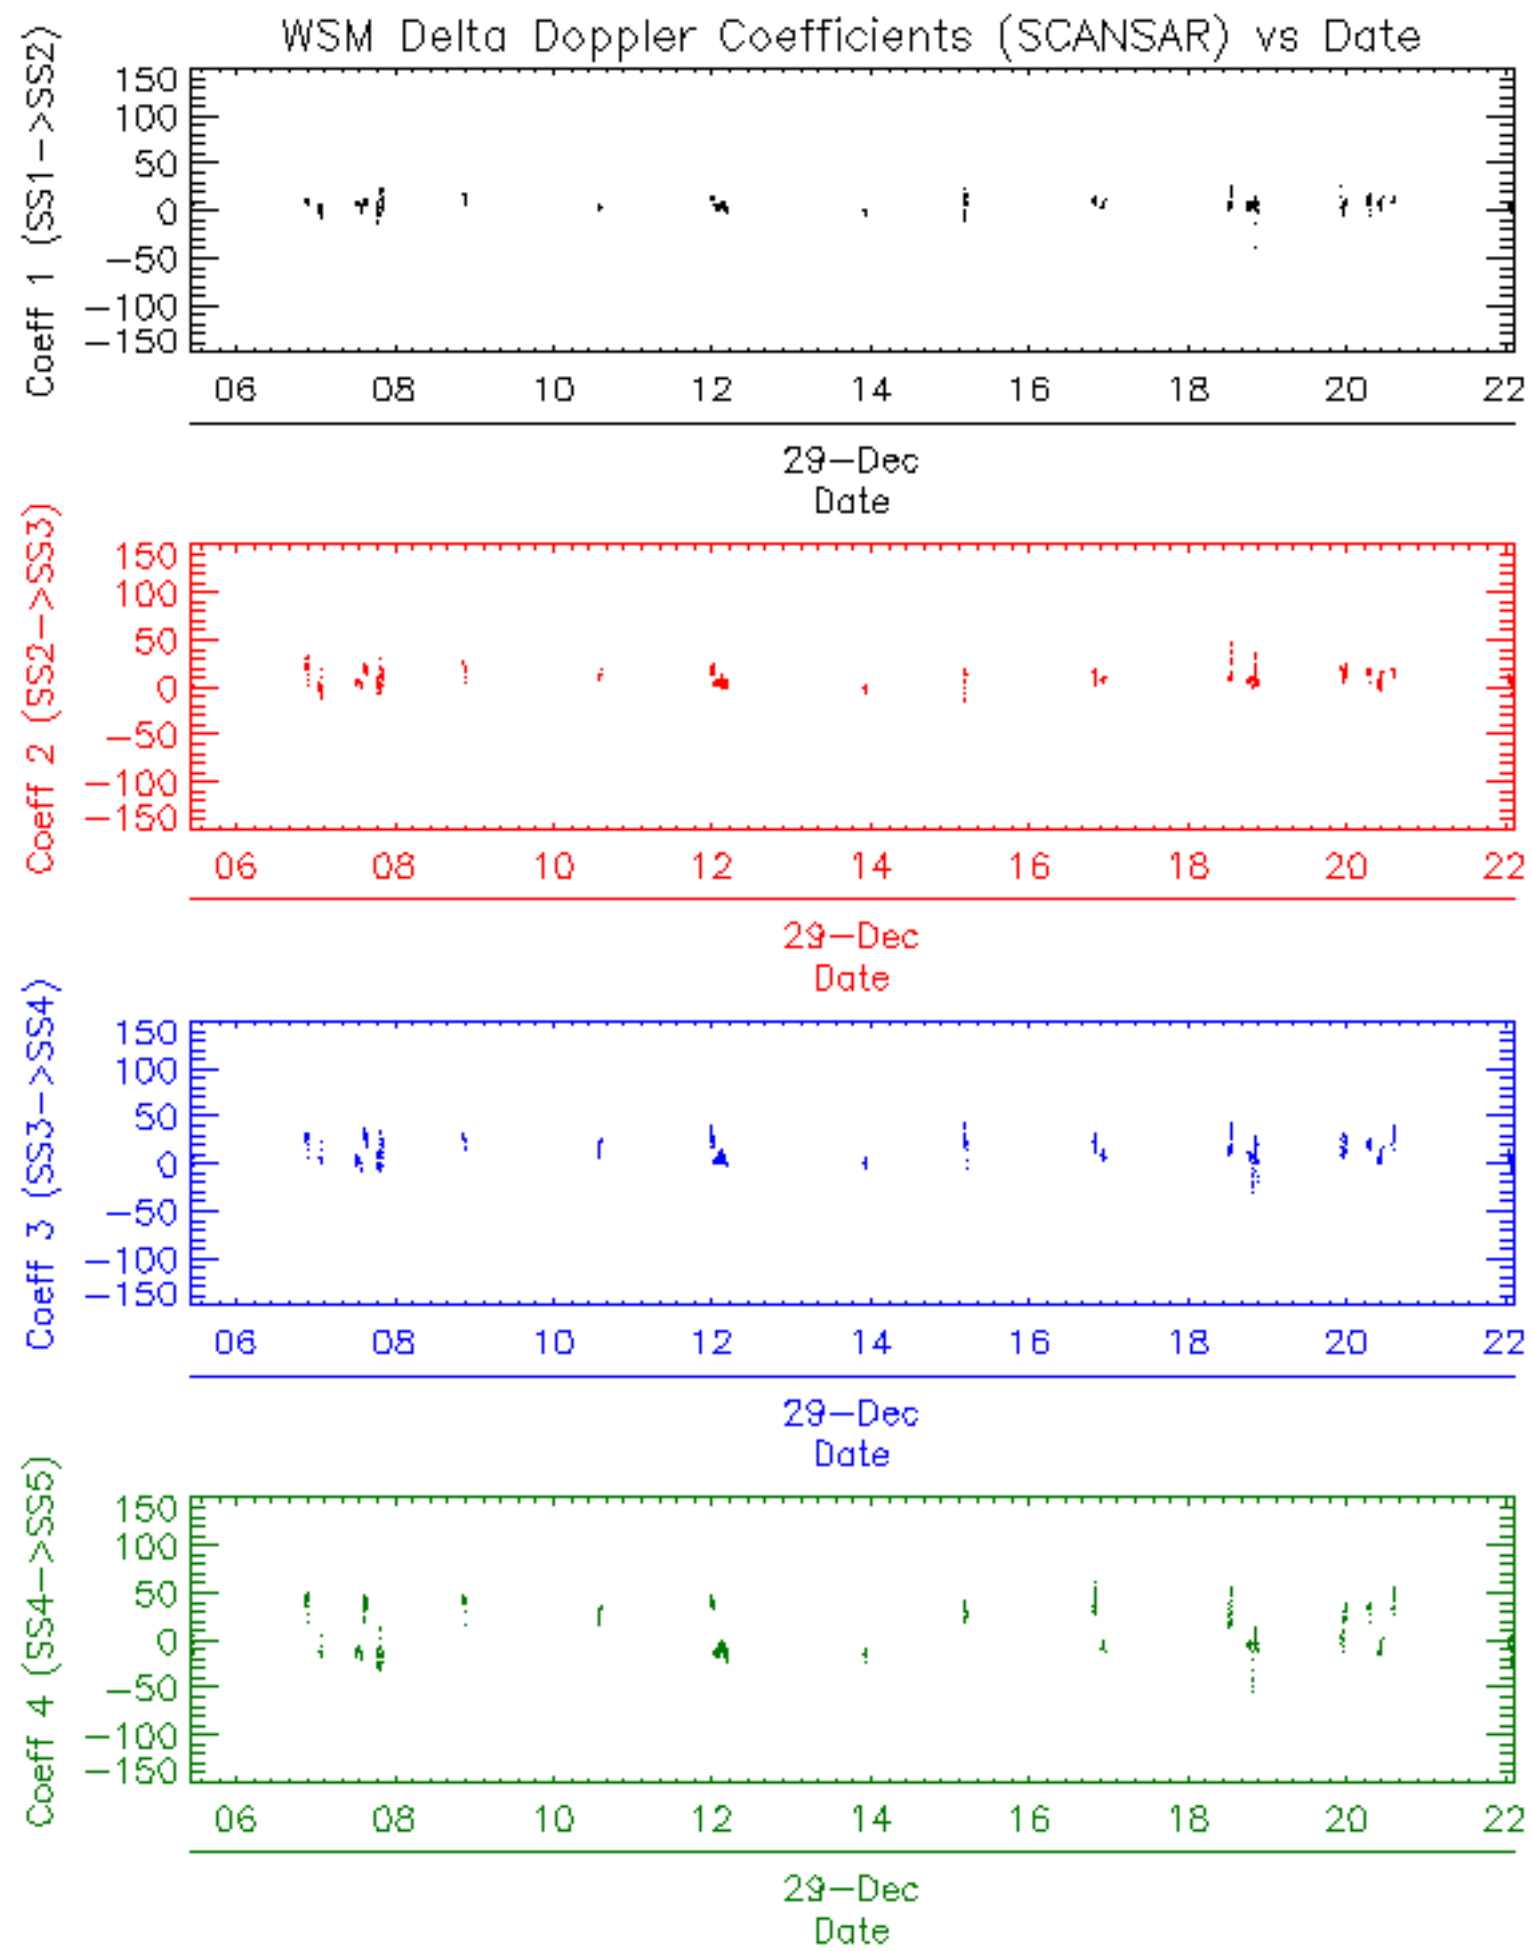 WSM Delta Doppler Coefficients (SCANSAR) vs Date
Coeff 1 (SS1->SS2)
150
100
50
0
-50
-100
-150
06 08 10 12 14 16 18 20 22
29-Dec
Date
Coeff 2 (SS2->SS3)
150
100
50
0
-50
-100
-150
06 08 10 12 14 16 18 20 22
29-Dec
Date
Coeff 3 (SS3->SS4)
150
100
50
0
-50
-100
-150
06 08 10 12 14 16 18 20 22
29-Dec
Date
Coeff 4 (SS4->SS5)
150
100
50
0
-50
-100
-150
06 08 10 12 14 16 18 20 22
29-Dec
Date